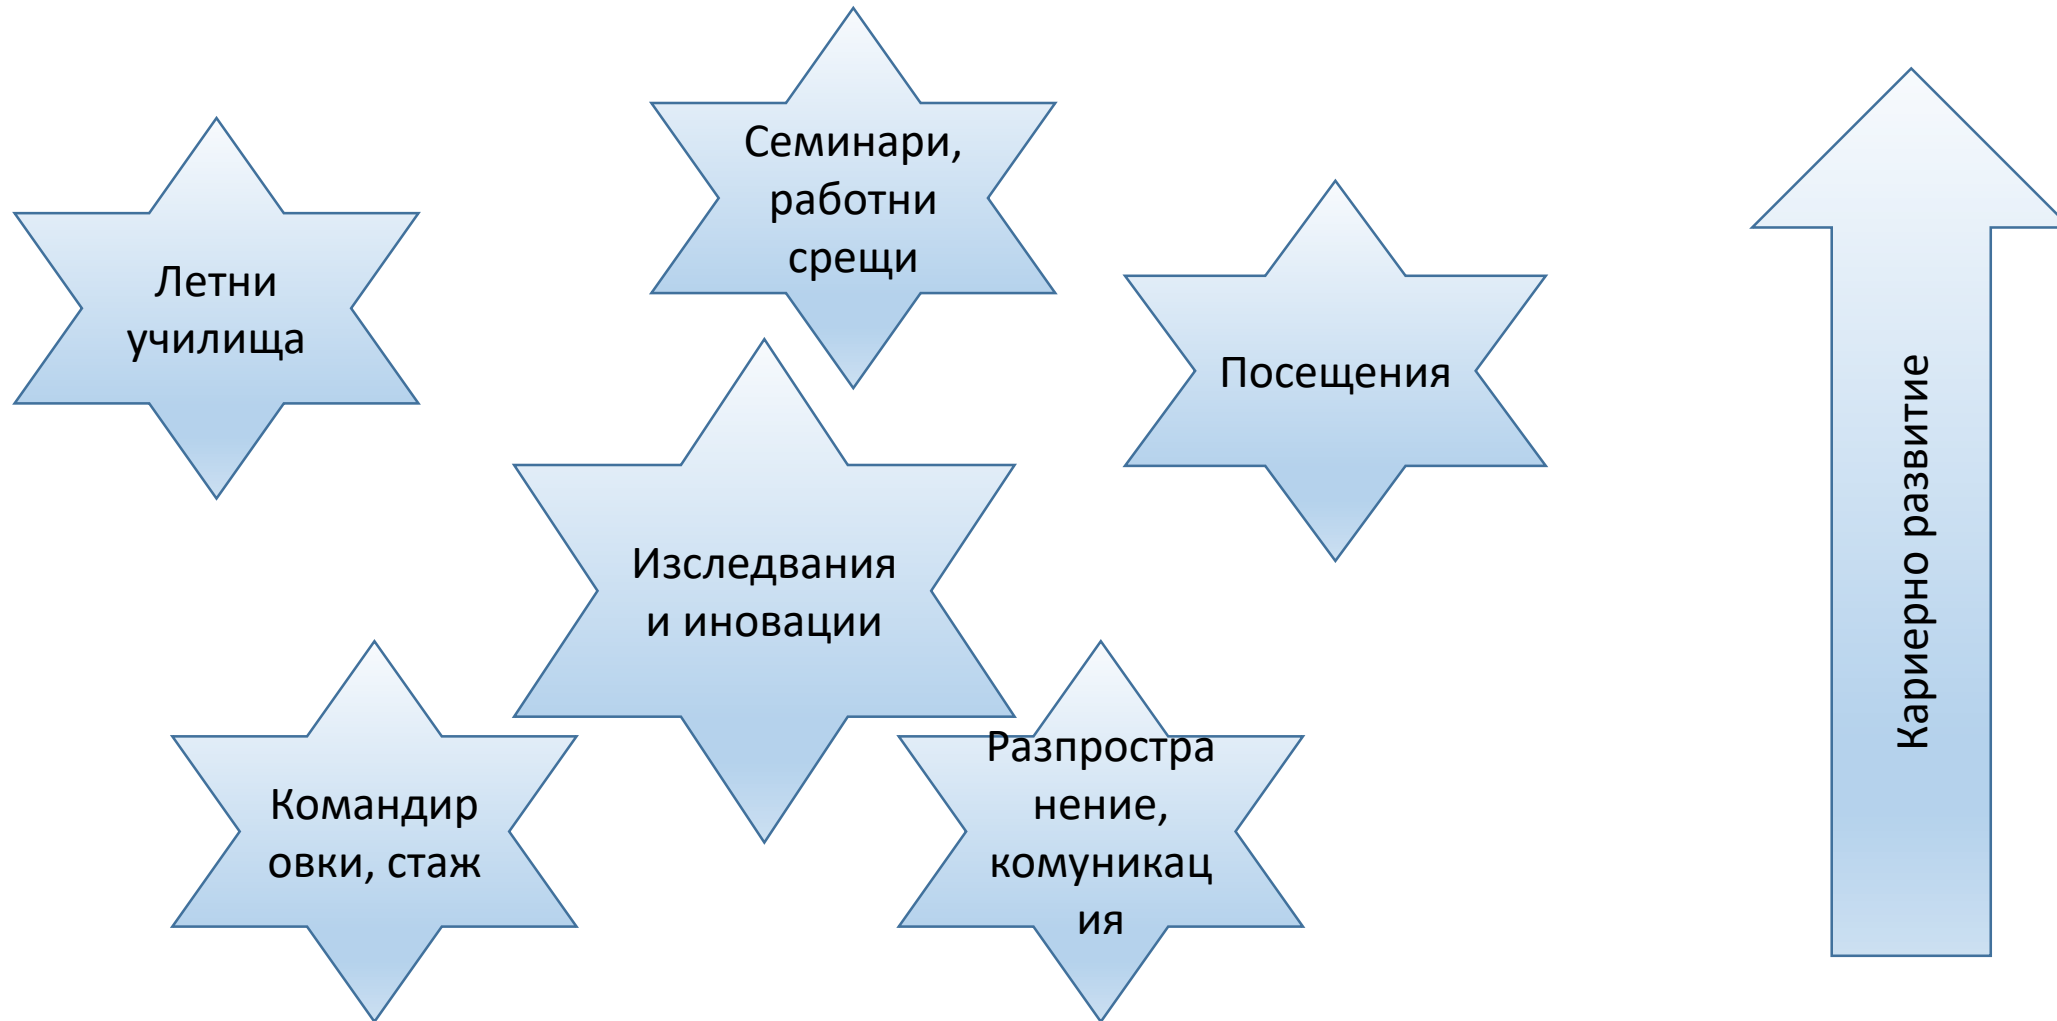 Семинари,
работни
срещи
Летни
училища
Посещения
Изследвания
и иновации
Командир
овки, стаж
Разпростра
нение,
комуникац
ия
Кариерно развитие